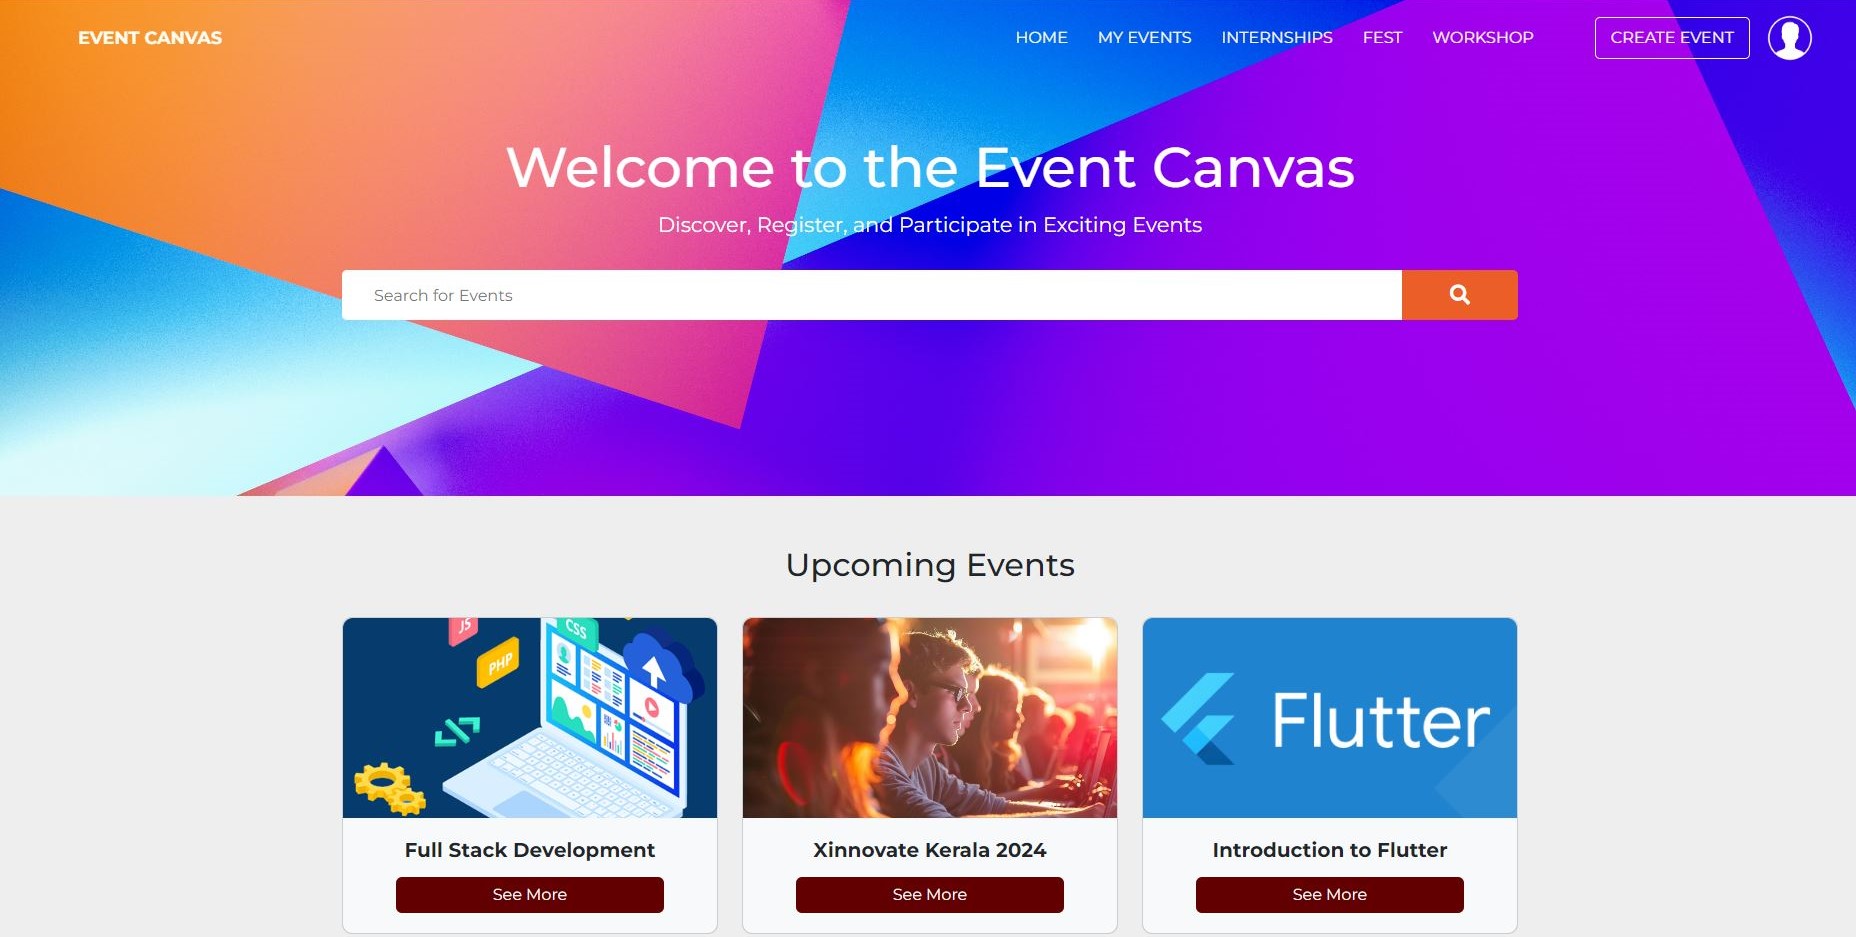 EVENT CANVAS HOME MY EVENTS INTERNSHIPS FEST WORKSHOP CREATE EVENT
Welcome to the Event Canvas
Discover, Register, and Participate in Exciting Events
Search for Events
Upcoming Events
JS
CSS
PHP
Flutter
Full Stack Development
Xinnovate Kerala 2024
Introduction to Flutter
See More
See More
See More